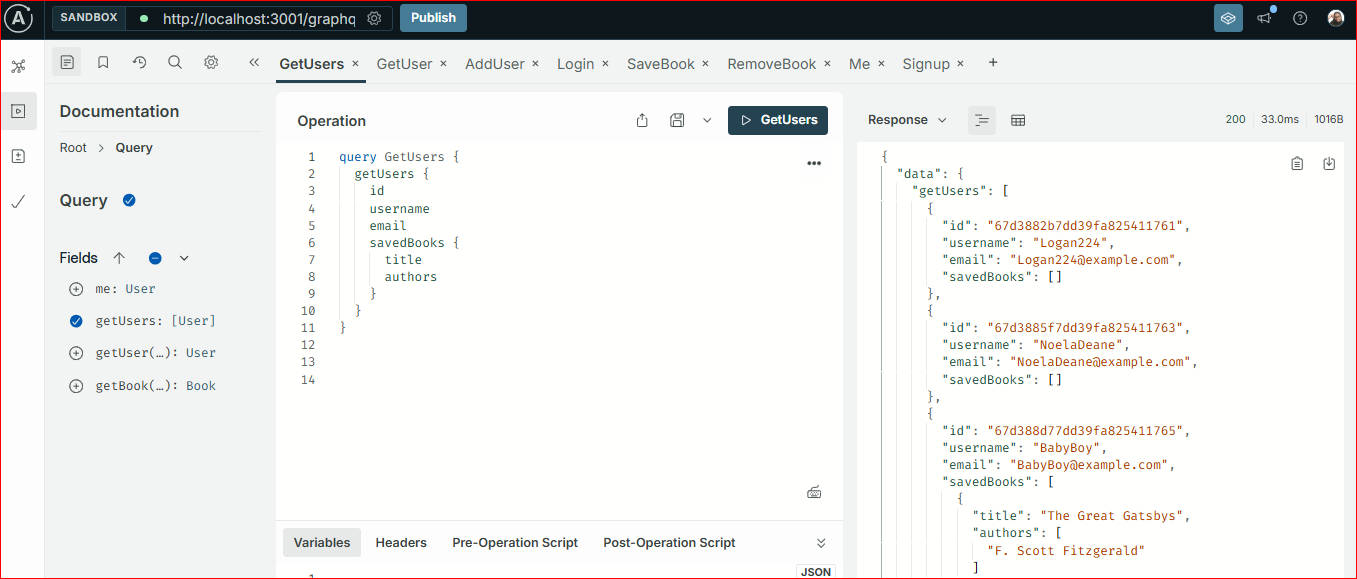 SANDBOX
http://localhost:3001/graphq
Publish
GetUsers × GetUser × AddUser × Login × SaveBook × RemoveBook × Me × Signup × +
Documentation
Root > Query
Query
Fields
me: User
getUsers: [User]
getUser(…): User
getBook(…): Book
Operation
GetUsers
1 query GetUsers {
2 getUsers {
3 id
4 username
5 email
6 savedBooks {
7 title
8 authors
9 }
10 }
11 }
12
13
14
Variables Headers Pre-Operation Script Post-Operation Script
1
JSON
Response
200 33.0ms 1016B
{
"data": {
"getUsers": [
{
"id": "67d3882b7dd39fa825411761",
"username": "Logan224",
"email": "Logan224@example.com",
"savedBooks": []
},
{
"id": "67d3885f7dd39fa825411763",
"username": "NoelaDeane",
"email": "NoelaDeane@example.com",
"savedBooks": []
},
{
"id": "67d388d77dd39fa825411765",
"username": "BabyBoy",
"email": "BabyBoy@example.com",
"savedBooks": [
{
"title": "The Great Gatsbys",
"authors": [
"F. Scott Fitzgerald"
]